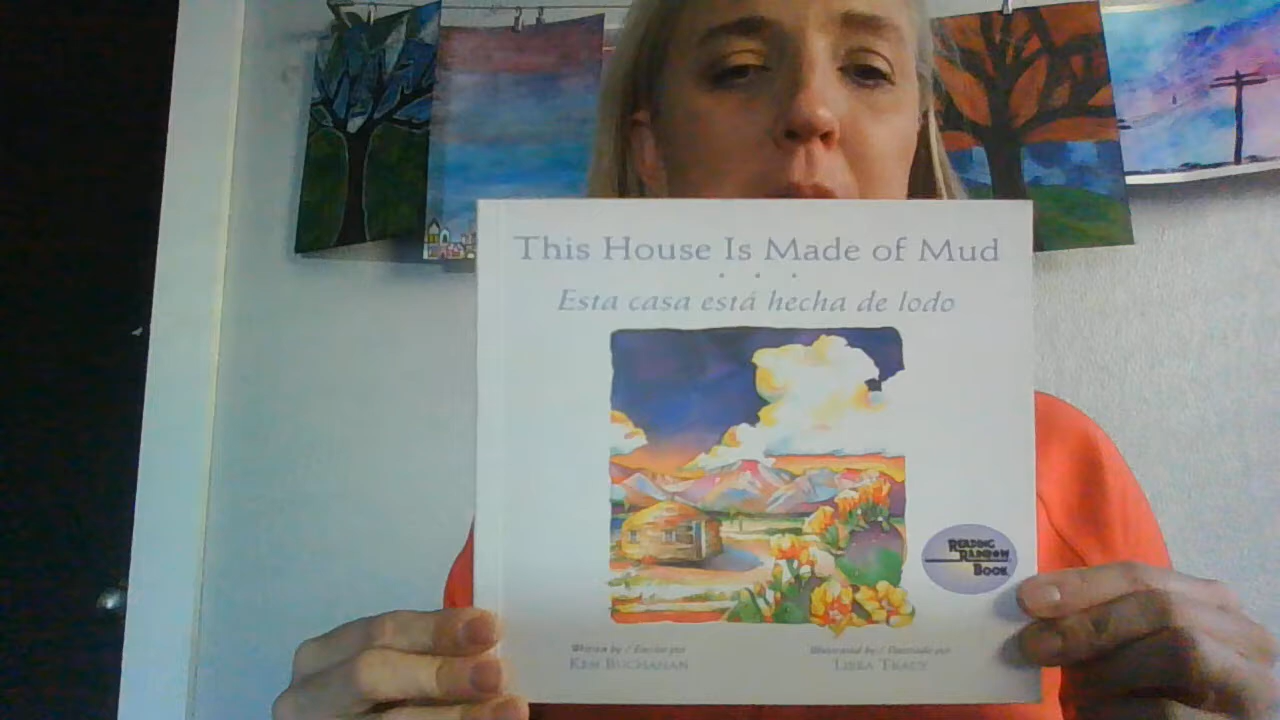 This House Is Made of Mud
Esta casa está hecha de lodo
READING
RAINBOW
BOOK
Written by / Escrito por
KEN BUCHANAN
Illustrated by / Ilustrado por
LIBBA TRACY